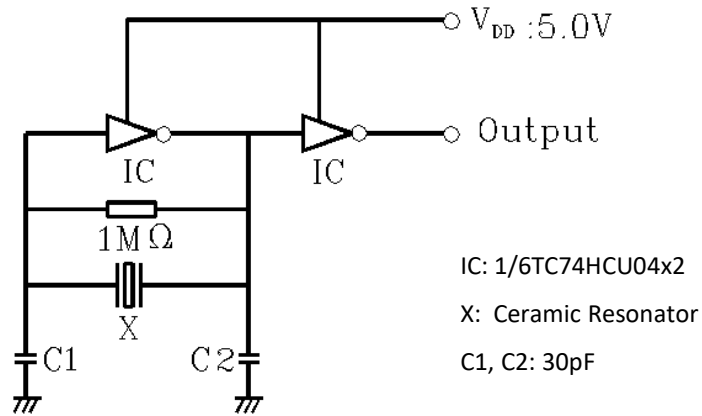 V_DD :5.0V
Output
IC
IC
1MΩ
X
C1
C2
IC: 1/6TC74HCU04x2
X: Ceramic Resonator
C1, C2: 30pF